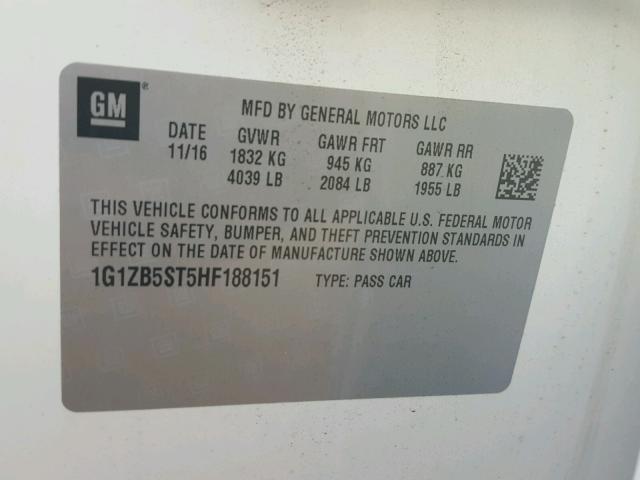 GM
MFD BY GENERAL MOTORS LLC
DATE GVWR GAWR FRT GAWR RR
11/16 1832 KG 945 KG 887 KG
4039 LB 2084 LB 1955 LB
THIS VEHICLE CONFORMS TO ALL APPLICABLE U.S. FEDERAL MOTOR
VEHICLE SAFETY, BUMPER, AND THEFT PREVENTION STANDARDS IN
EFFECT ON THE DATE OF MANUFACTURE SHOWN ABOVE.
1G1ZB5ST5HF188151 TYPE: PASS CAR